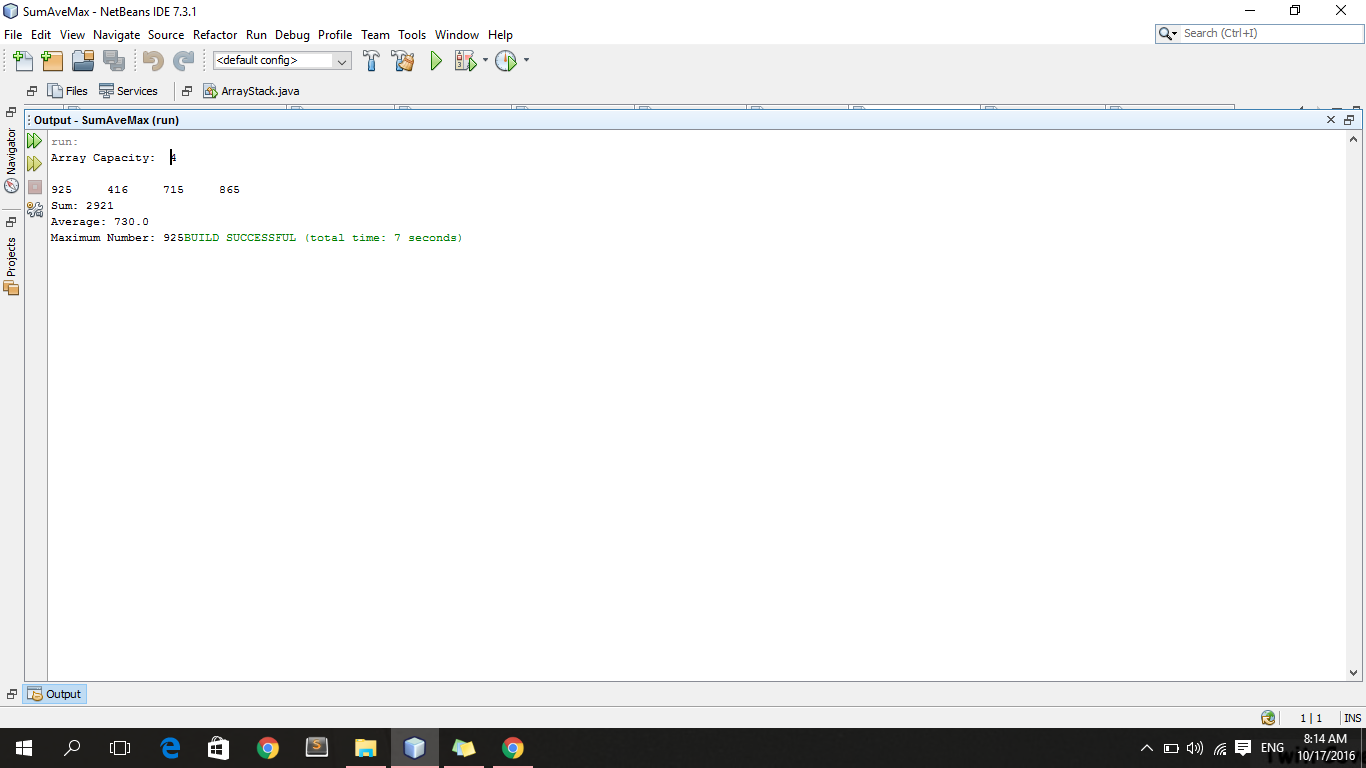 SumAveMax - NetBeans IDE 7.3.1
File Edit View Navigate Source Refactor Run Debug Profile Team Tools Window Help
Search (Ctrl+I)
<default config>
Files Services ArrayStack.java
Output - SumAveMax (run)
Navigator
Projects
run:
Array Capacity: 4
925 416 715 865
Sum: 2921
Average: 730.0
Maximum Number: 925BUILD SUCCESSFUL (total time: 7 seconds)
Output
1 | 1 INS
ENG
8:14 AM
10/17/2016